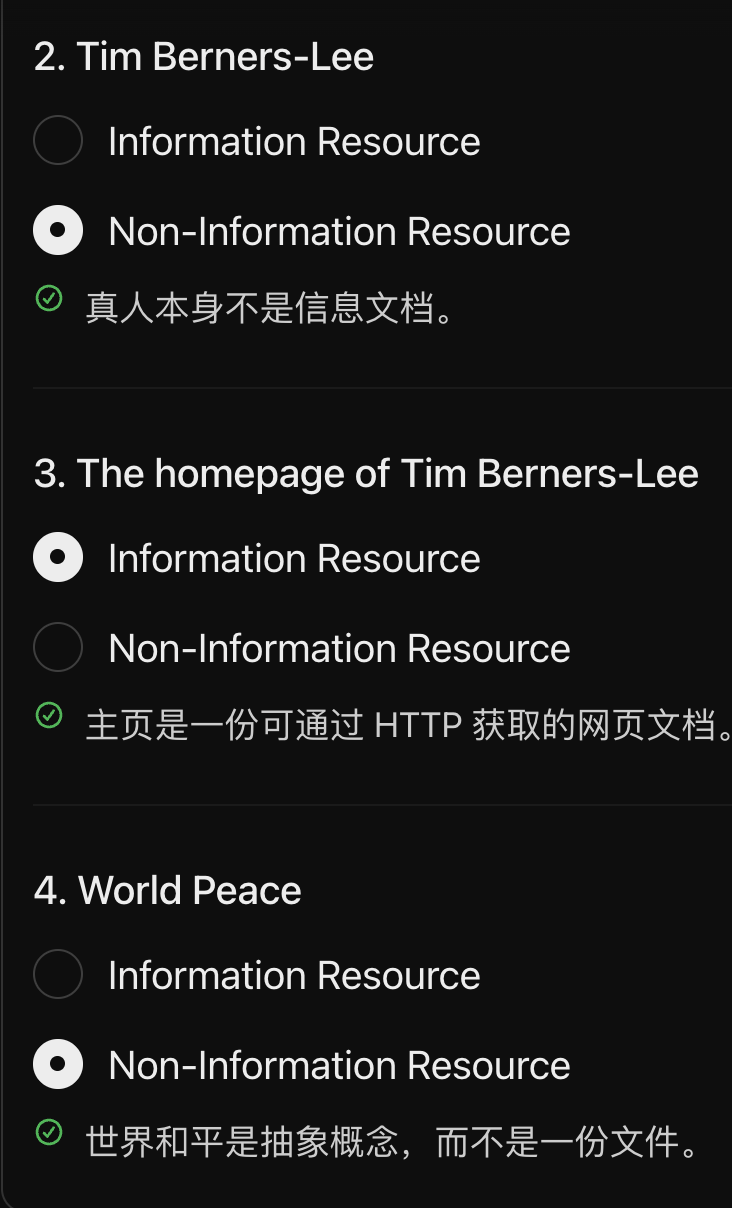 2. Tim Berners-Lee
Information Resource
Non-Information Resource
真人本身不是信息文档。
3. The homepage of Tim Berners-Lee
Information Resource
Non-Information Resource
主页是一份可通过 HTTP 获取的网页文档。
4. World Peace
Information Resource
Non-Information Resource
世界和平是抽象概念，而不是一份文件。